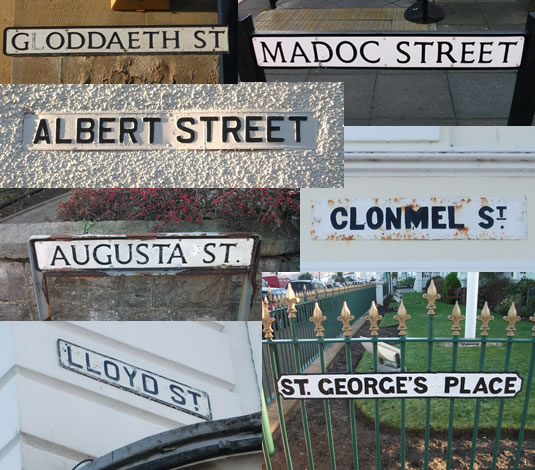 GLODDAETH ST
MADOC STREET
ALBERT STREET
CLONMEL ST.
AUGUSTA ST.
LLOYD ST.
ST. GEORGE'S PLACE